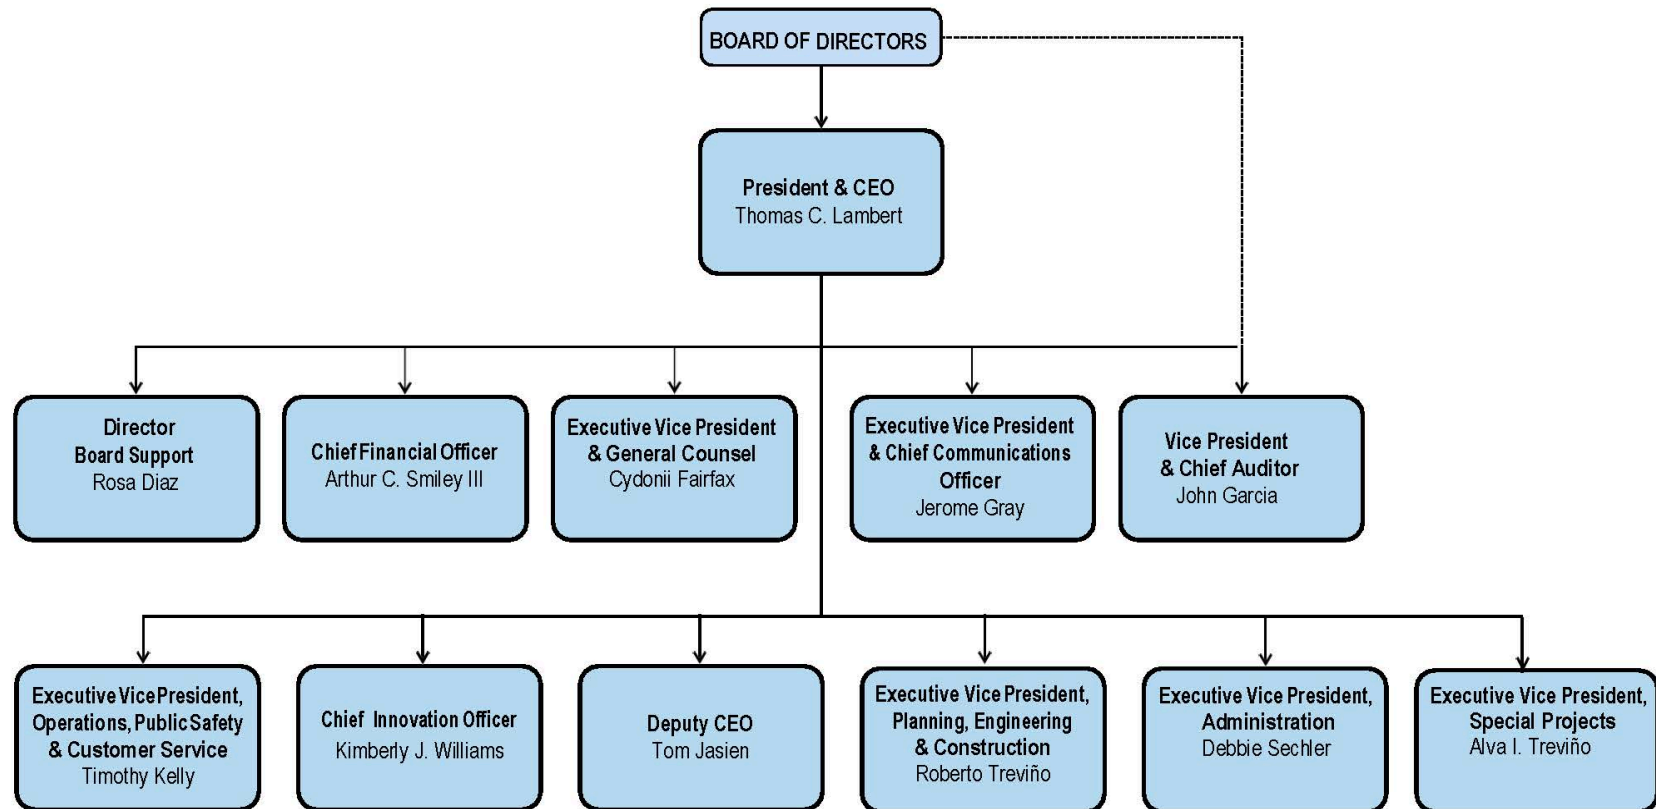 BOARD OF DIRECTORS
President & CEO
Thomas C. Lambert
Director
Board Support
Rosa Diaz
Chief Financial Officer
Arthur C. Smiley III
Executive Vice President
& General Counsel
Cydonii Fairfax
Executive Vice President
& Chief Communications
Officer
Jerome Gray
Vice President
& Chief Auditor
John Garcia
Executive Vice President,
Operations, Public Safety
& Customer Service
Timothy Kelly
Chief Innovation Officer
Kimberly J. Williams
Deputy CEO
Tom Jasien
Executive Vice President,
Planning, Engineering
& Construction
Roberto Treviño
Executive Vice President,
Administration
Debbie Sechler
Executive Vice President,
Special Projects
Alva I. Treviño